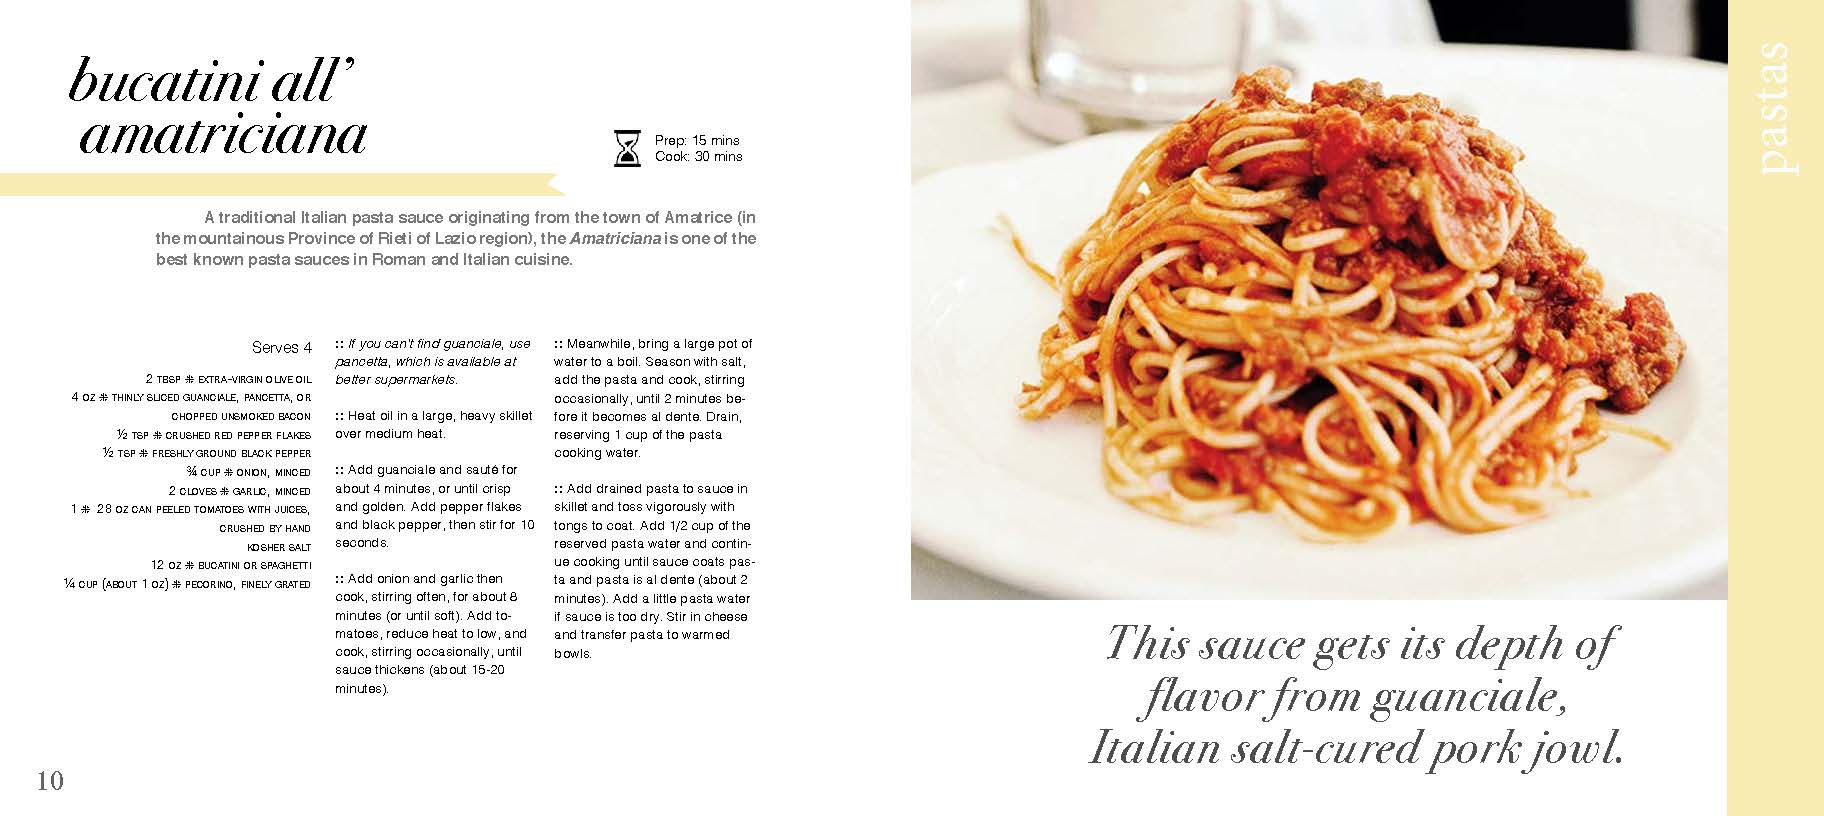 bucatini all’
amatriciana
Prep: 15 mins
Cook: 30 mins
A traditional Italian pasta sauce originating from the town of Amatrice (in
the mountainous Province of Rieti of Lazio region), the Amatriciana is one of the
best known pasta sauces in Roman and Italian cuisine.
Serves 4
2 TBSP ⁜ EXTRA-VIRGIN OLIVE OIL
4 OZ ⁜ THINLY SLICED GUANCIALE, PANCETTA, OR
CHOPPED UNSMOKED BACON
½ TSP ⁜ CRUSHED RED PEPPER FLAKES
½ TSP ⁜ FRESHLY GROUND BLACK PEPPER
¾ CUP ⁜ ONION, MINCED
2 CLOVES ⁜ GARLIC, MINCED
1 ⁜ 28 OZ CAN PEELED TOMATOES WITH JUICES,
CRUSHED BY HAND
KOSHER SALT
12 OZ ⁜ BUCATINI OR SPAGHETTI
¼ CUP (ABOUT 1 OZ) ⁜ PECORINO, FINELY GRATED
:: If you can't find guanciale, use
pancetta, which is available at
better supermarkets.
:: Heat oil in a large, heavy skillet
over medium heat.
:: Add guanciale and sauté for
about 4 minutes, or until crisp
and golden. Add pepper flakes
and black pepper, then stir for 10
seconds.
:: Add onion and garlic then
cook, stirring often, for about 8
minutes (or until soft). Add to-
matoes, reduce heat to low, and
cook, stirring occasionally, until
sauce thickens (about 15-20
minutes).
:: Meanwhile, bring a large pot of
water to a boil. Season with salt,
add the pasta and cook, stirring
occasionally, until 2 minutes be-
fore it becomes al dente. Drain,
reserving 1 cup of the pasta
cooking water.
:: Add drained pasta to sauce in
skillet and toss vigorously with
tongs to coat. Add 1/2 cup of the
reserved pasta water and contin-
ue cooking until sauce coats pas-
ta and pasta is al dente (about 2
minutes). Add a little pasta water
if sauce is too dry. Stir in cheese
and transfer pasta to warmed
bowls.
10
pastas
This sauce gets its depth of
flavor from guanciale,
Italian salt-cured pork jowl.